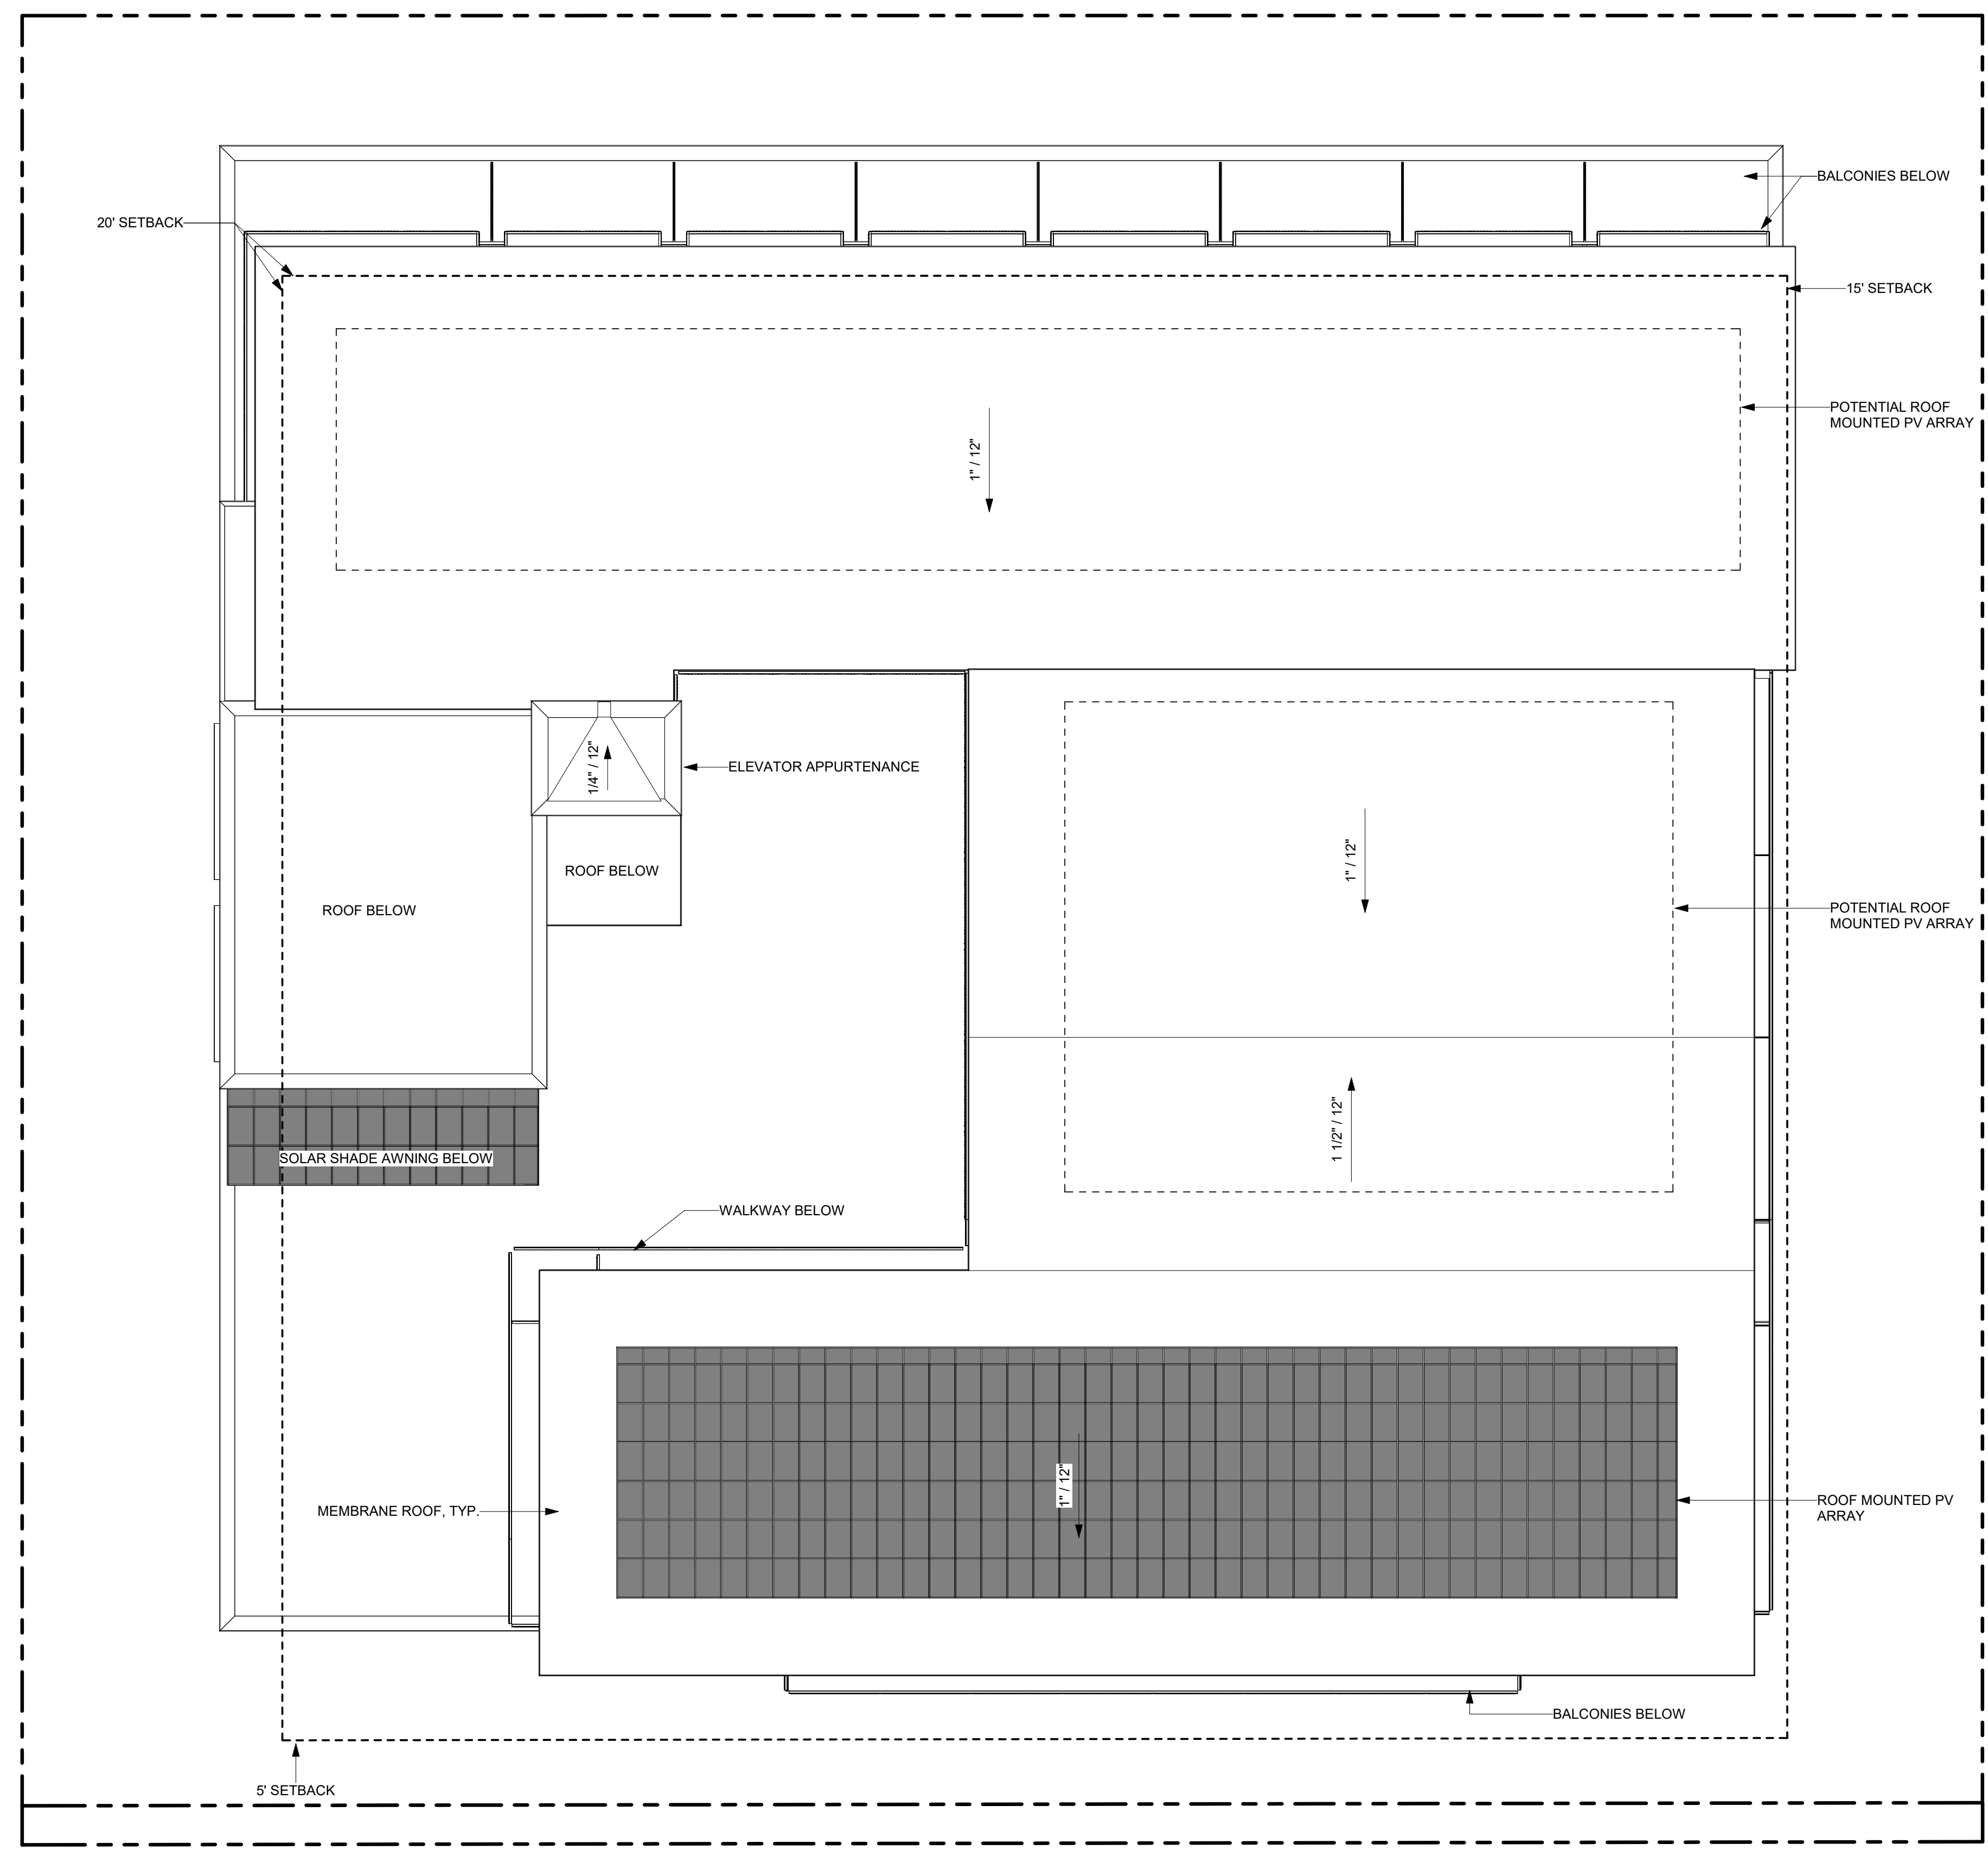 BALCONIES BELOW
20' SETBACK
15' SETBACK
POTENTIAL ROOF
MOUNTED PV ARRAY
1" / 12"
ELEVATOR APPURTENANCE
1/4" / 12"
ROOF BELOW
ROOF BELOW
1" / 12"
POTENTIAL ROOF
MOUNTED PV ARRAY
1 1/2" / 12"
SOLAR SHADE AWNING BELOW
WALKWAY BELOW
1" / 12"
MEMBRANE ROOF, TYP.
ROOF MOUNTED PV
ARRAY
BALCONIES BELOW
5' SETBACK